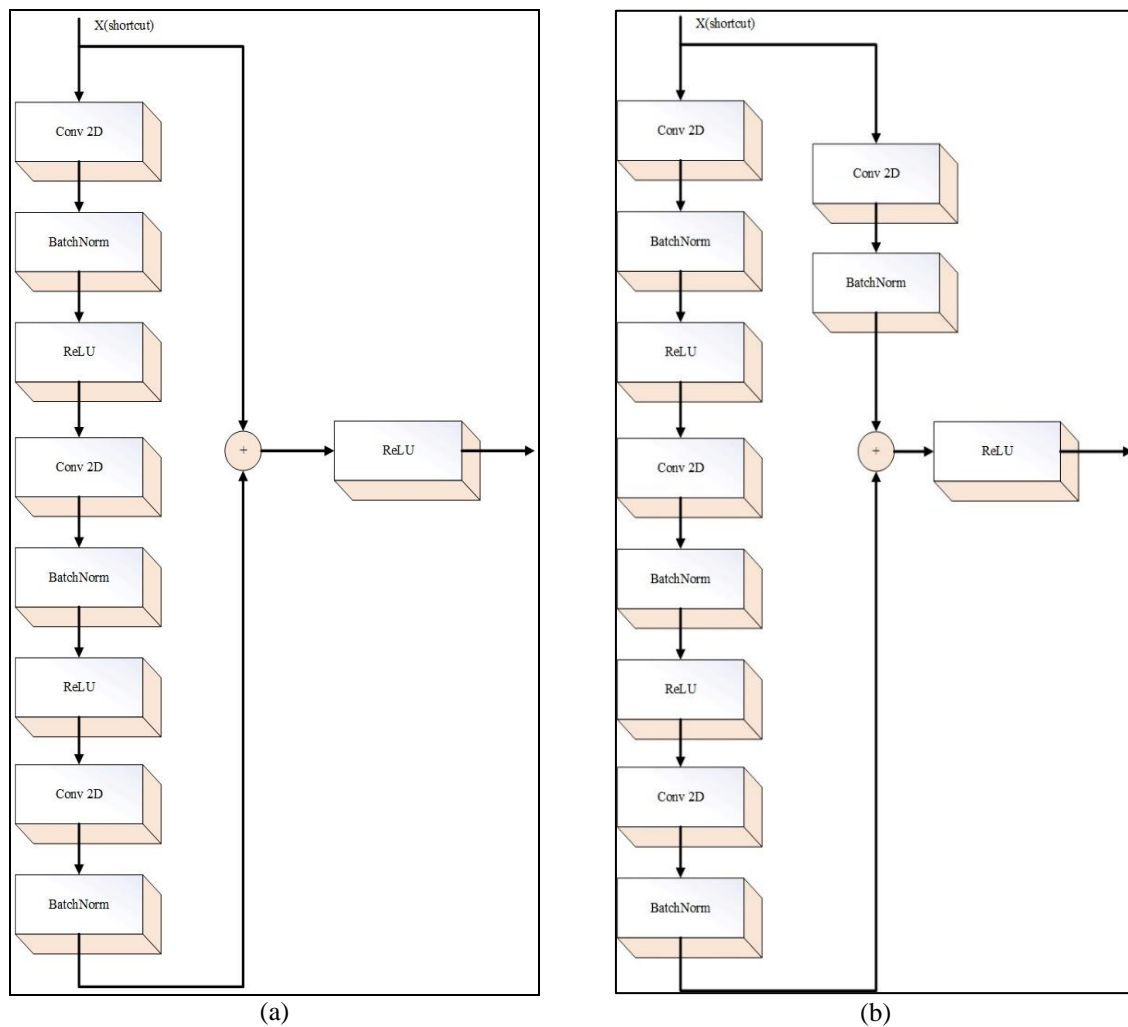 X(shortcut)
Conv 2D
BatchNorm
ReLU
Conv 2D
BatchNorm
ReLU
Conv 2D
BatchNorm
+
ReLU
(a)
X(shortcut)
Conv 2D
BatchNorm
ReLU
Conv 2D
BatchNorm
ReLU
Conv 2D
BatchNorm
Conv 2D
BatchNorm
+
ReLU
(b)